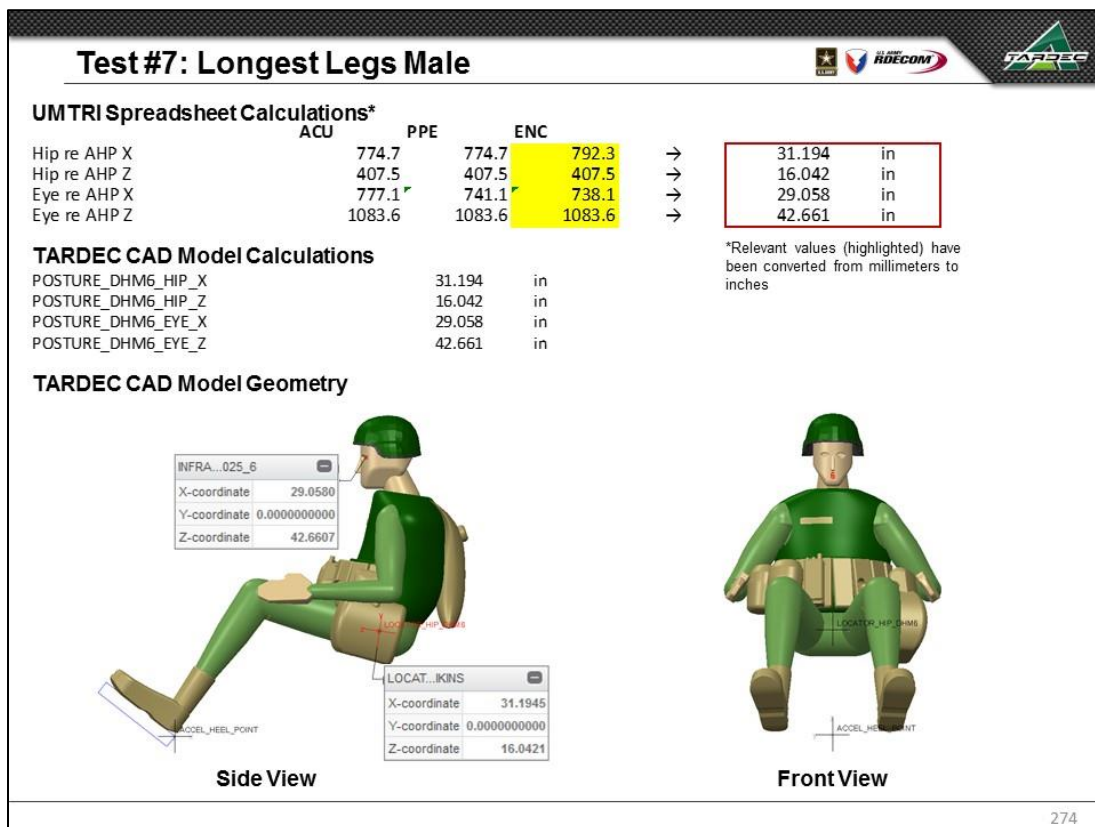 Test #7: Longest Legs Male
U.S. ARMY
U.S. ARMY
RDECOM
TARDEC
UMTRI Spreadsheet Calculations*
ACU PPE ENC
Hip re AHP X 774.7 774.7 792.3 → 31.194 in
Hip re AHP Z 407.5 407.5 407.5 → 16.042 in
Eye re AHP X 777.1 741.1 738.1 → 29.058 in
Eye re AHP Z 1083.6 1083.6 1083.6 → 42.661 in
*Relevant values (highlighted) have
been converted from millimeters to
inches
TARDEC CAD Model Calculations
POSTURE_DHM6_HIP_X 31.194 in
POSTURE_DHM6_HIP_Z 16.042 in
POSTURE_DHM6_EYE_X 29.058 in
POSTURE_DHM6_EYE_Z 42.661 in
TARDEC CAD Model Geometry
INFRA...025_6
X-coordinate 29.0580
Y-coordinate 0.0000000000
Z-coordinate 42.6607
LOCATOR_HIP_DHM6
LOCAT...IKINS
X-coordinate 31.1945
Y-coordinate 0.0000000000
Z-coordinate 16.0421
ACCEL_HEEL_POINT
Side View
LOCATOR_HIP_DHM6
ACCEL_HEEL_POINT
Front View
274